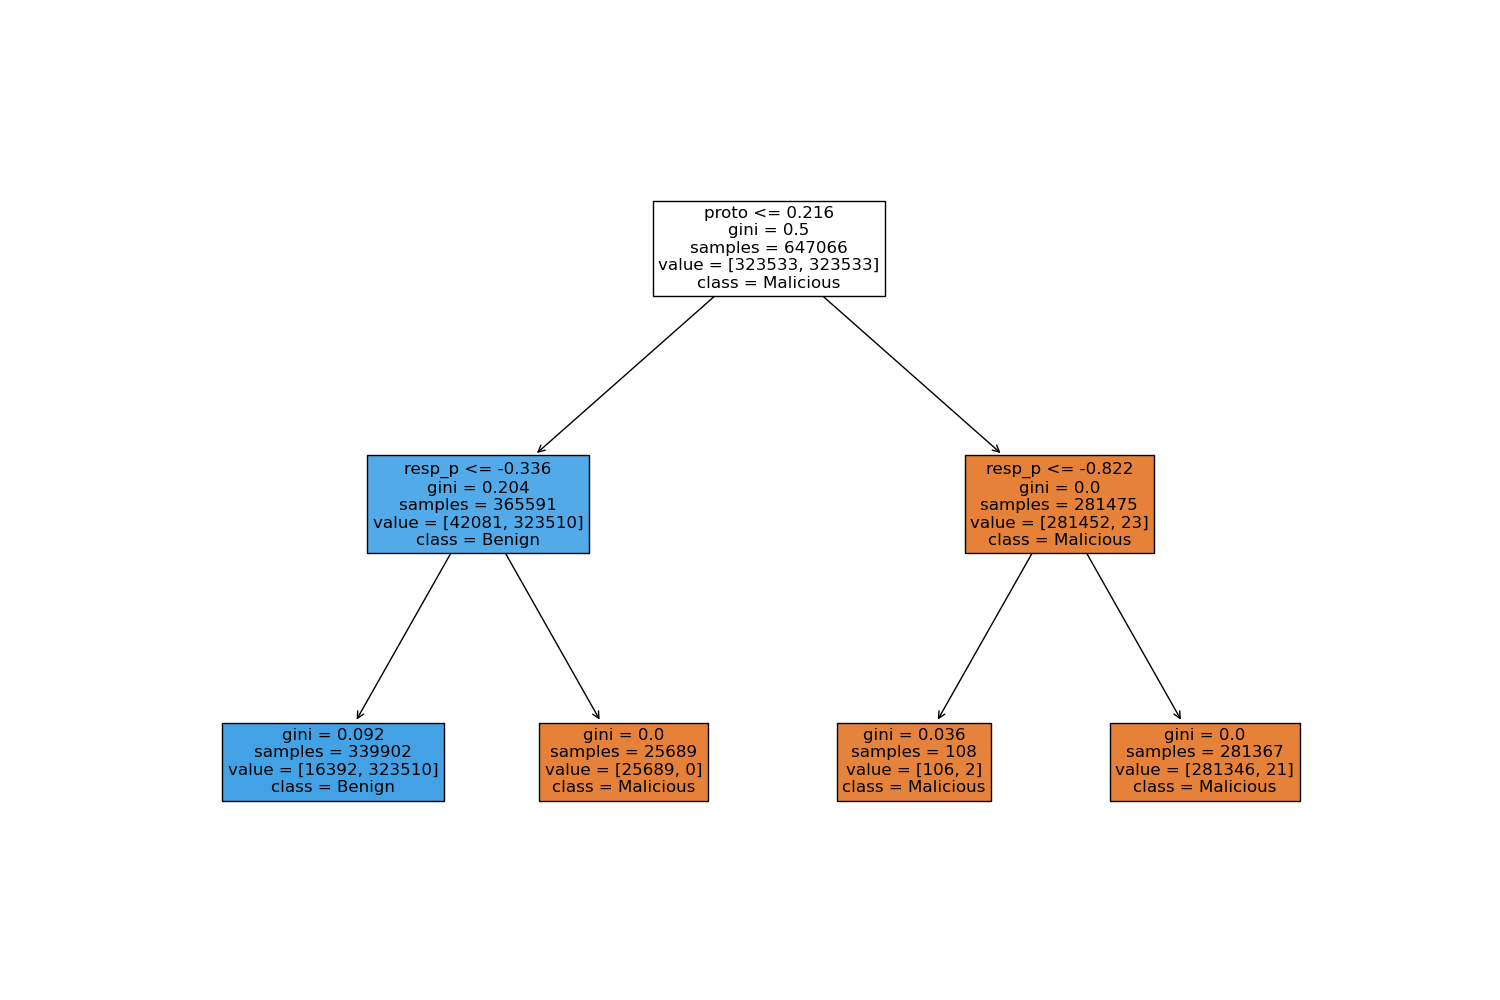 proto <= 0.216
gini = 0.5
samples = 647066
value = [323533, 323533]
class = Malicious
resp_p <= -0.336
gini = 0.204
samples = 365591
value = [42081, 323510]
class = Benign
resp_p <= -0.822
gini = 0.0
samples = 281475
value = [281452, 23]
class = Malicious
gini = 0.092
samples = 339902
value = [16392, 323510]
class = Benign
gini = 0.0
samples = 25689
value = [25689, 0]
class = Malicious
gini = 0.036
samples = 108
value = [106, 2]
class = Malicious
gini = 0.0
samples = 281367
value = [281346, 21]
class = Malicious